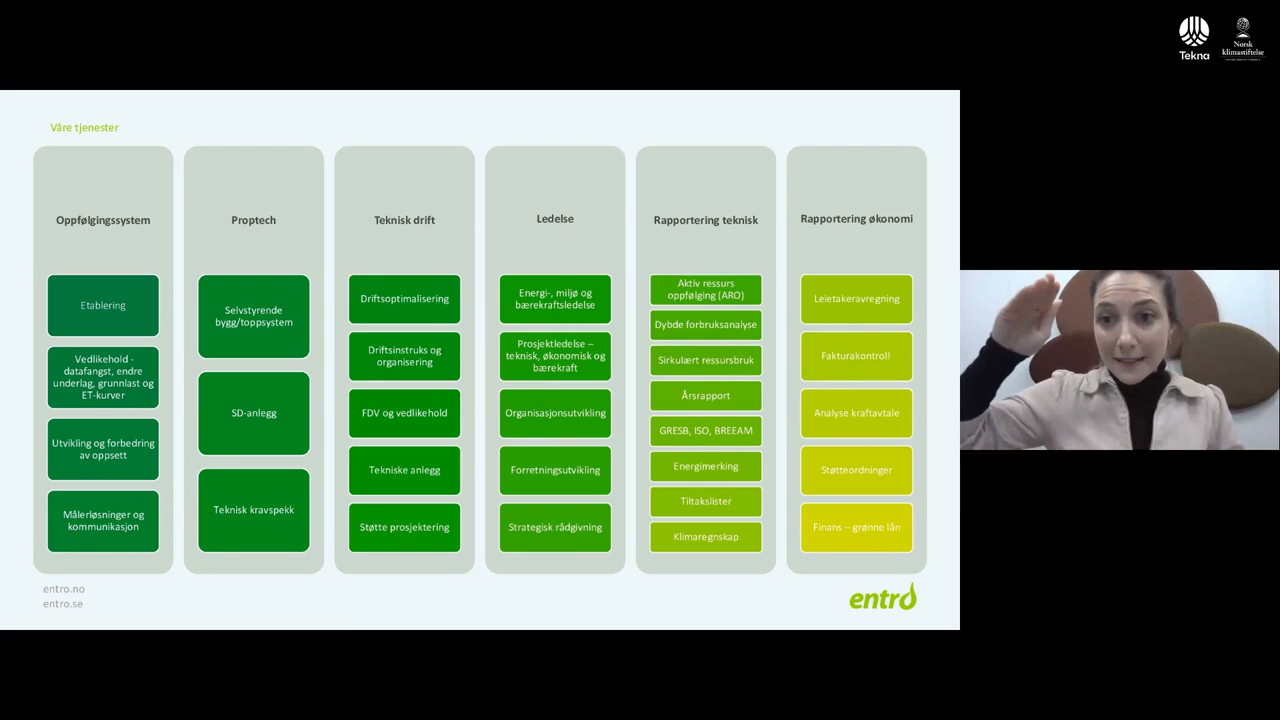 Tekna
Norsk
klimastiftelse
Våre tjenester
Oppfølgingssystem
Etablering
Vedlikehold -
datafangst, endre
underlag, grunnlast og
ET-kurver
Utvikling og forbedring
av oppsett
Målerløsninger og
kommunikasjon
Proptech
Selvstyrende
bygg/toppsystem
SD-anlegg
Teknisk kravspekk
Teknisk drift
Driftsoptimalisering
Driftsinstruks og
organisering
FDV og vedlikehold
Tekniske anlegg
Støtte prosjektering
Ledelse
Energi-, miljø og
bærekraftsledelse
Prosjektledelse –
teknisk, økonomisk og
bærekraft
Organisasjonsutvikling
Forretningsutvikling
Strategisk rådgivning
Rapportering teknisk
Aktiv ressurs
oppfølging (ARO)
Dybde forbruksanalyse
Sirkulært ressursbruk
Årsrapport
GRESB, ISO, BREEAM
Energimerking
Tiltakslister
Klimaregnskap
Rapportering økonomi
Leietakeravregning
Fakturakontroll
Analyse kraftavtale
Støtteordninger
Finans – grønne lån
entro.no
entro.se
entro